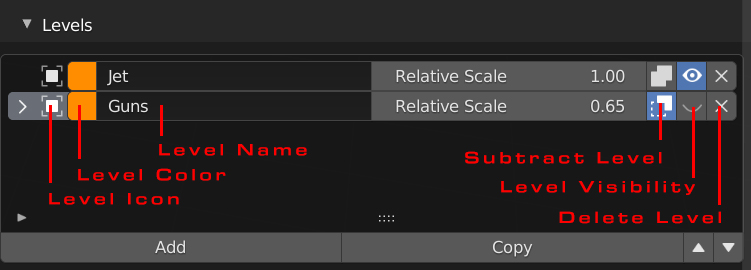 Levels
Jet Relative Scale 1.00
Guns Relative Scale 0.65
Level Name
Subtract Level
Level Color
Level Visibility
Level Icon
Delete Level
Add Copy